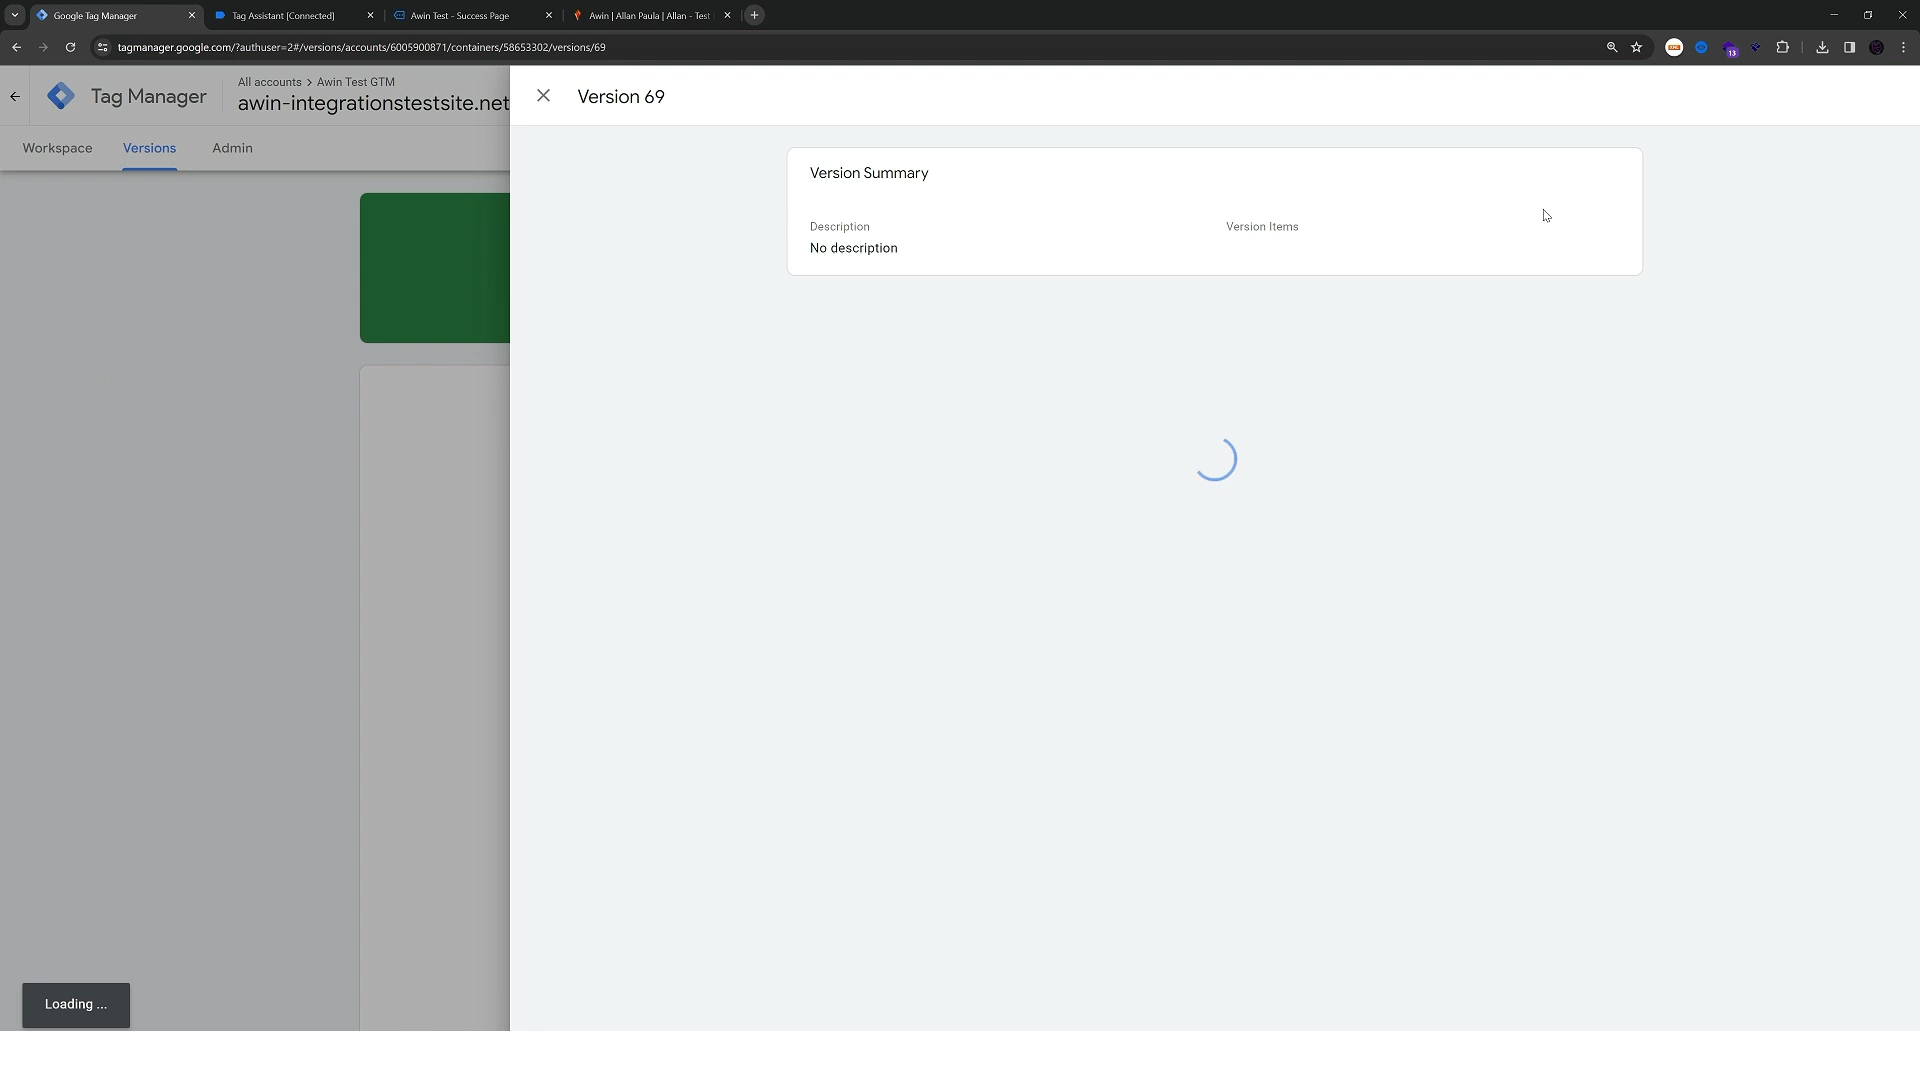 Google Tag Manager
Tag Assistant [Connected]
Awin Test - Success Page
Awin | Allan Paula | Allan - Test
tagmanager.google.com/?authuser=2#/versions/accounts/6005900871/containers/58653302/versions/69
13
Tag Manager
All accounts > Awin Test GTM
awin-integrationstestsite.net
Version 69
Workspace
Versions
Admin
Version Summary
Description
Version Items
No description
Loading ...